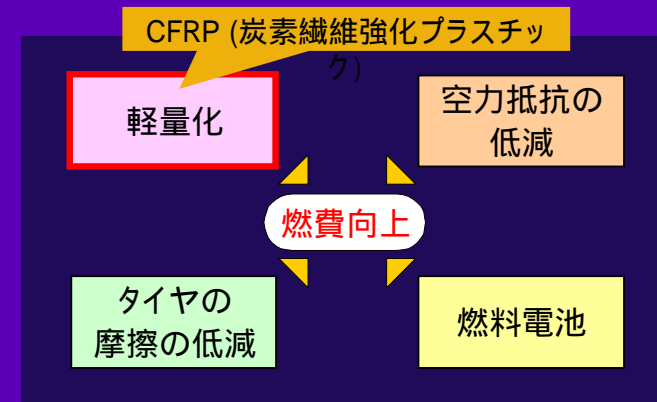 CFRP (炭素繊維強化プラスチッ
ク)
軽量化
空力抵抗の
低減
燃費向上
タイヤの
摩擦の低減
燃料電池